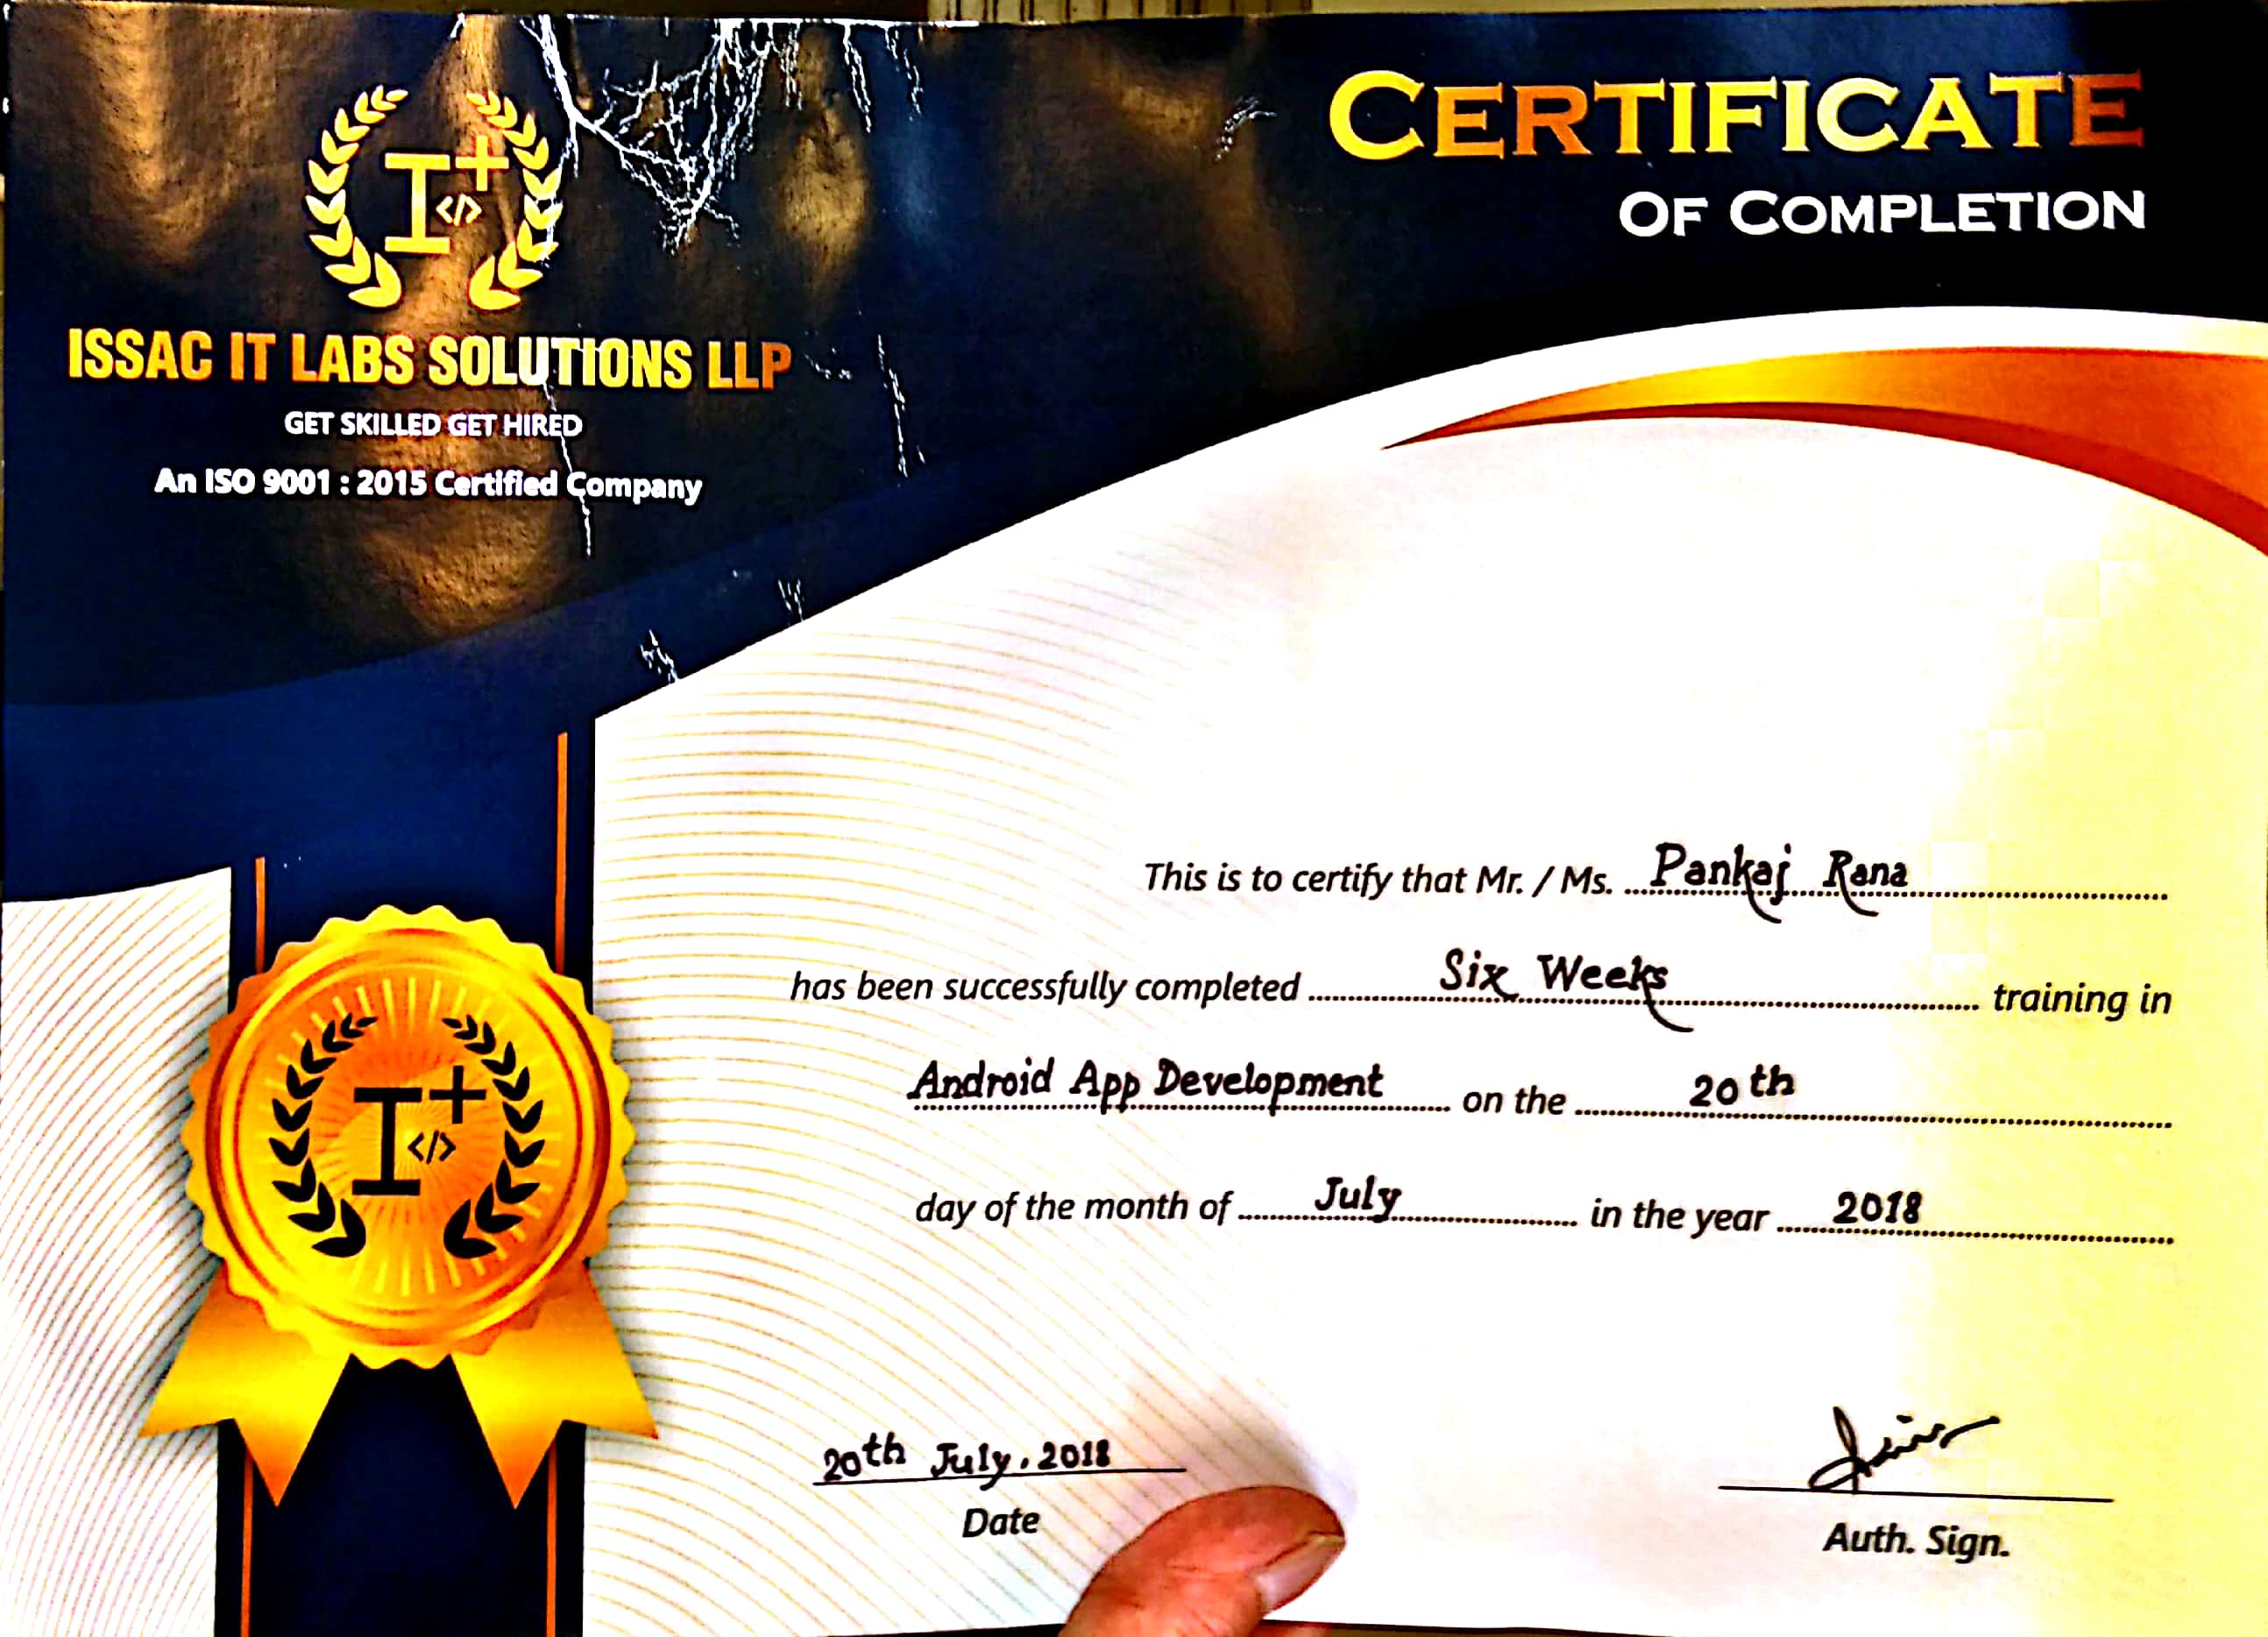 I+
</>
ISSAC IT LABS SOLUTIONS LLP
GET SKILLED GET HIRED
An ISO 9001 : 2015 Certified Company
CERTIFICATE
OF COMPLETION
This is to certify that Mr. / Ms. Pankaj Rana
has been successfully completed Six Weeks training in
Android App Development on the 20th
day of the month of July in the year 2018
I+
</>
20th July. 2018
Date
Auth. Sign.